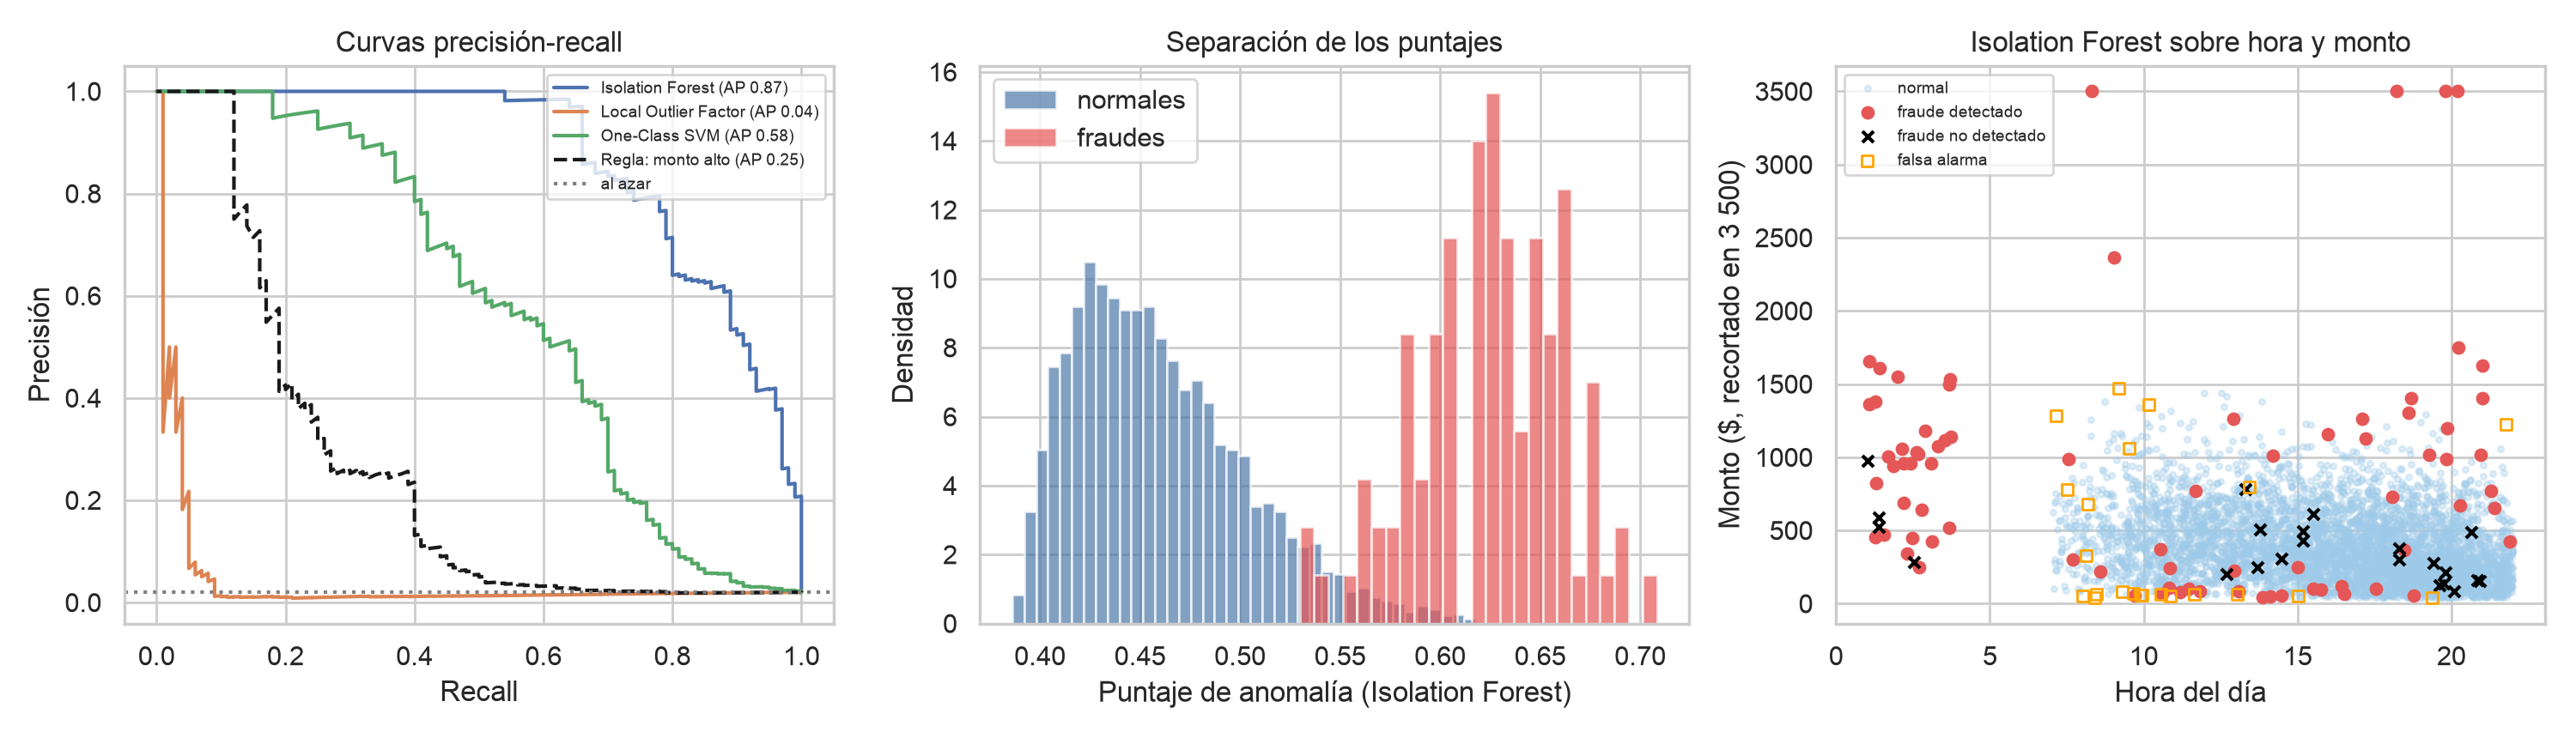 Curvas precisión-recall
Isolation Forest (AP 0.87)
Local Outlier Factor (AP 0.04)
One-Class SVM (AP 0.58)
Regla: monto alto (AP 0.25)
al azar
1.0
0.8
0.6
0.4
0.2
0.0
Precisión
0.0 0.2 0.4 0.6 0.8 1.0
Recall
Separación de los puntajes
normales
fraudes
16
14
12
10
8
6
4
2
0
Densidad
0.40 0.45 0.50 0.55 0.60 0.65 0.70
Puntaje de anomalía (Isolation Forest)
Isolation Forest sobre hora y monto
normal
fraude detectado
fraude no detectado
falsa alarma
3500
3000
2500
2000
1500
1000
500
0
Monto ($, recortado en 3 500)
0 5 10 15 20
Hora del día